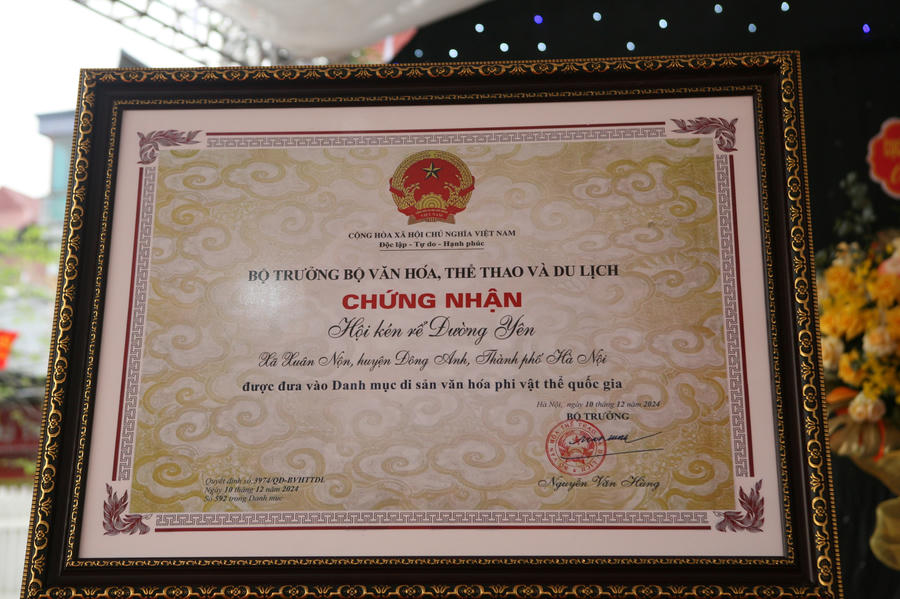 VIỆT NAM
CỘNG HÒA XÃ HỘI CHỦ NGHĨA VIỆT NAM
Độc lập - Tự do - Hạnh phúc
BỘ TRƯỞNG BỘ VĂN HÓA, THỂ THAO VÀ DU LỊCH
CHỨNG NHẬN
Hội kén rể Đường Yên
Xã Xuân Nộn, huyện Đông Anh, Thành phố Hà Nội
được đưa vào Danh mục di sản văn hóa phi vật thể quốc gia
Hà Nội, ngày 10 tháng 12 năm 2024
BỘ TRƯỞNG
Nguyễn Văn Hùng
Quyết định số 3974/QĐ-BVHTTDL
Ngày 10 tháng 12 năm 2024
Số 592 trong Danh mục